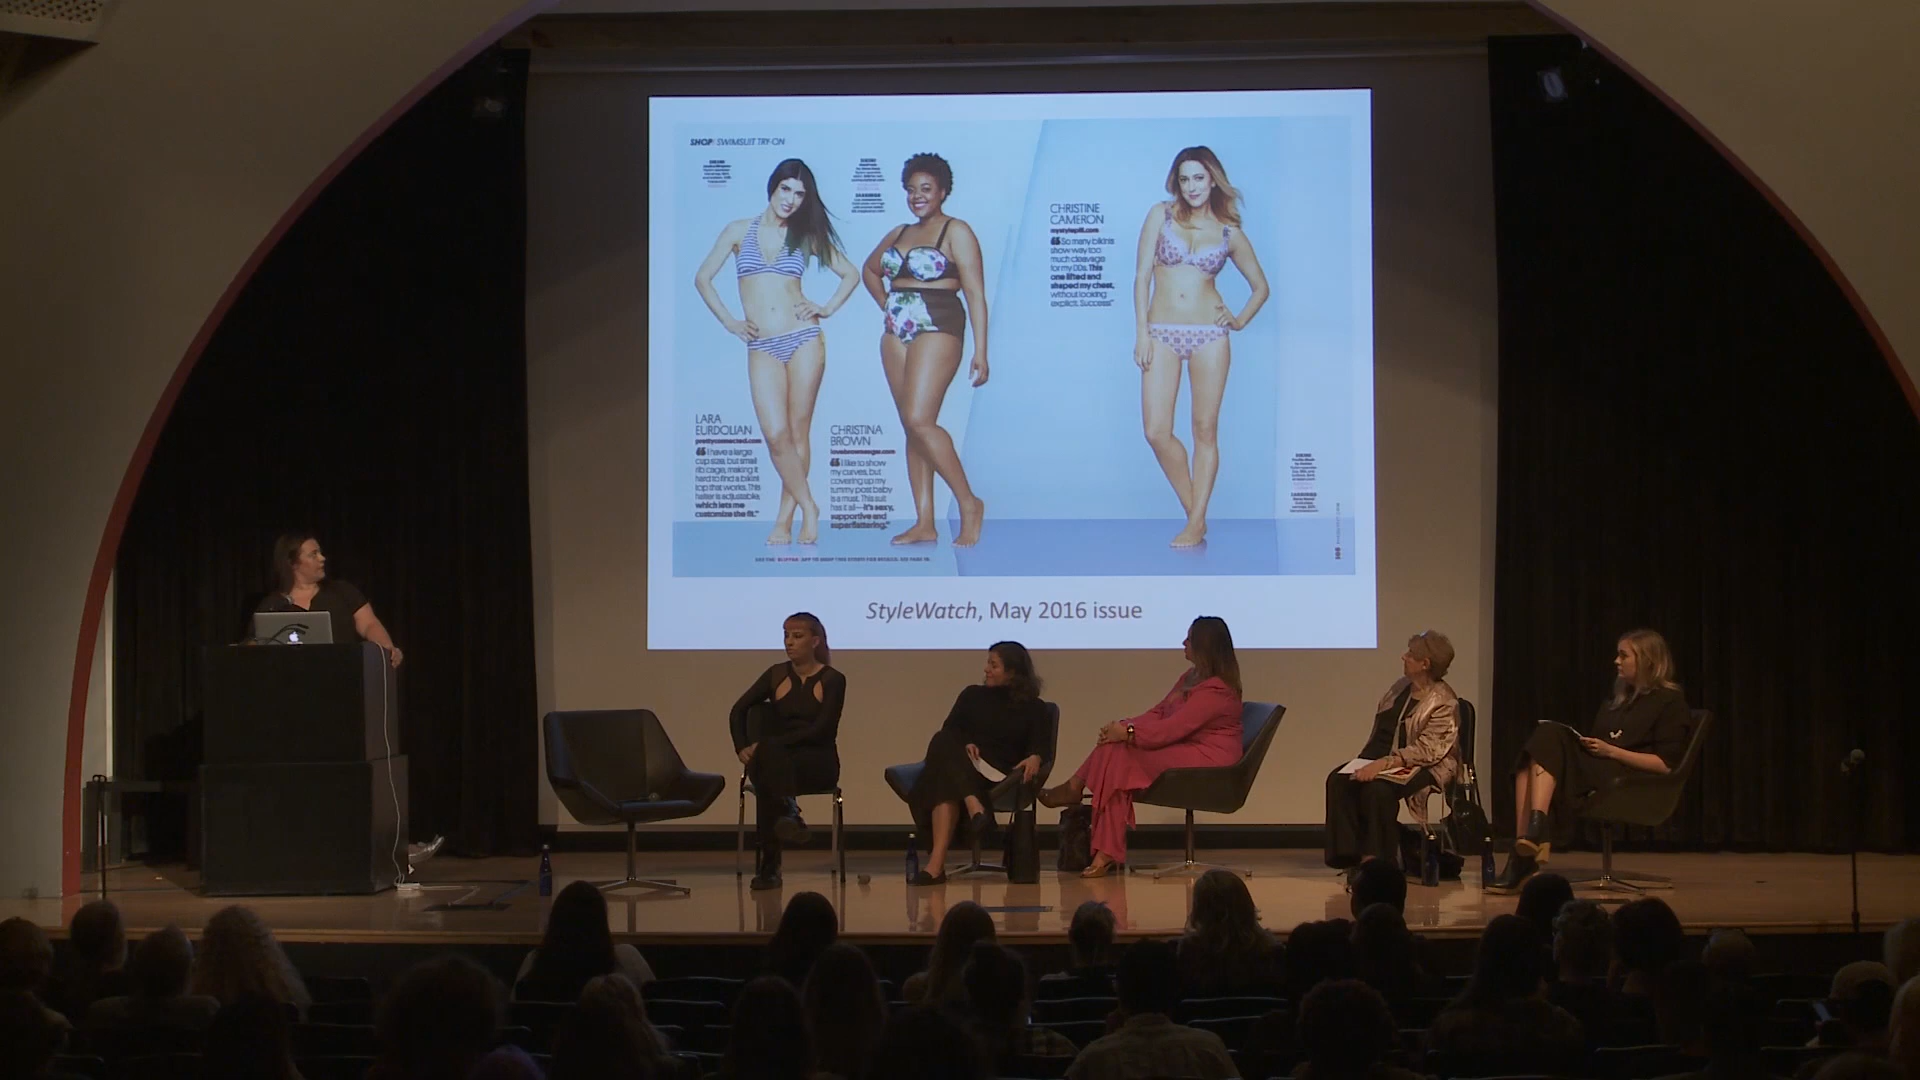 SHOP/SWIMSUIT TRY-ON
LARA
EURDOLIAN
prettyconnected.com
“I have a large
cup size, but small
rib cage, making it
hard to find a bikini
top that works. This
halter is adjustable,
which lets me
customize the fit.”
CHRISTINA
BROWN
lovebrownsugar.com
“I like to show
my curves, but
covering up my
tummy post baby
is a must. This suit
has it all—it's sexy,
supportive and
superflattering.”
CHRISTINE
CAMERON
mystylepill.com
“So many bikinis
show way too
much cleavage
for my DDs. This
one lifted and
shaped my chest,
without looking
explicit. Success!”
StyleWatch, May 2016 issue